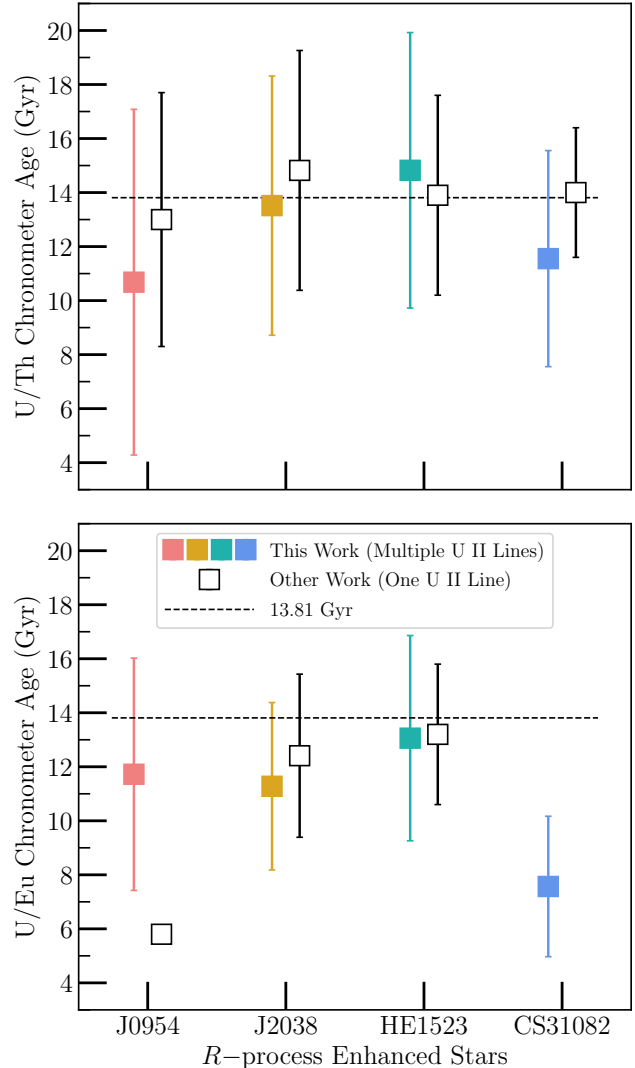 20
18
16
14
12
10
8
6
4
U/Th Chronometer Age (Gyr)
20
18
16
14
12
10
8
6
4
U/Eu Chronometer Age (Gyr)
This Work (Multiple U II Lines)
Other Work (One U II Line)
13.81 Gyr
J0954 J2038 HE1523 CS31082
R−process Enhanced Stars